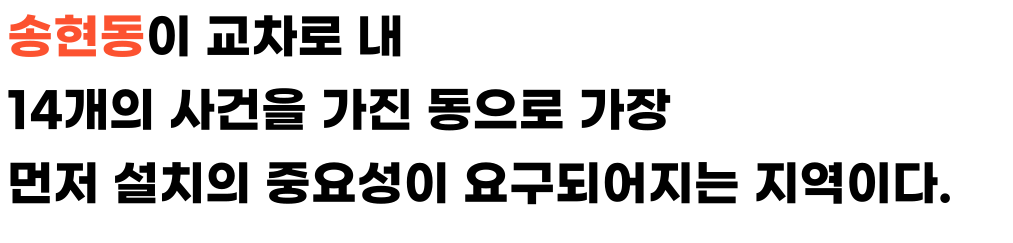 송현동이 교차로 내
14개의 사건을 가진 동으로 가장
먼저 설치의 중요성이 요구되어지는 지역이다.